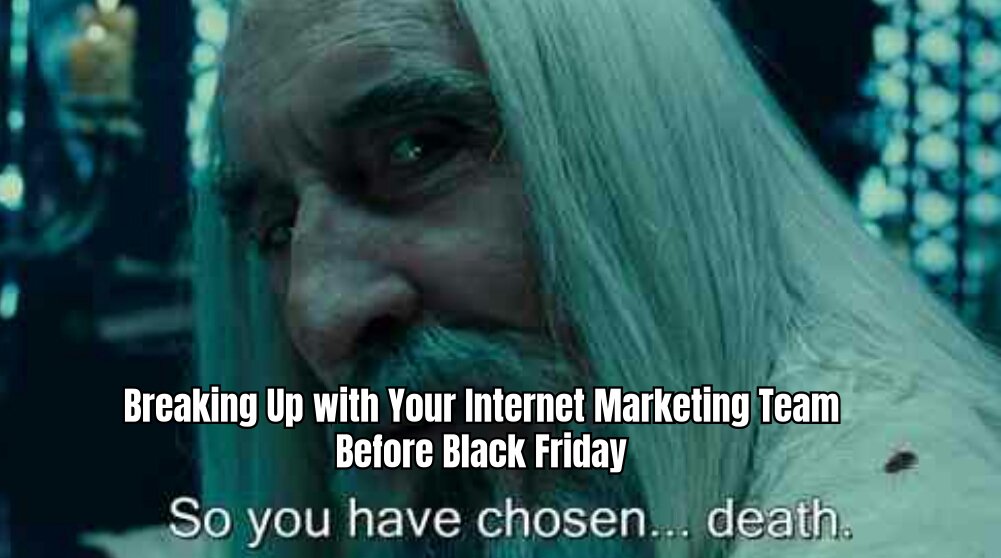 Breaking Up with Your Internet Marketing Team
Before Black Friday
So you have chosen... death.